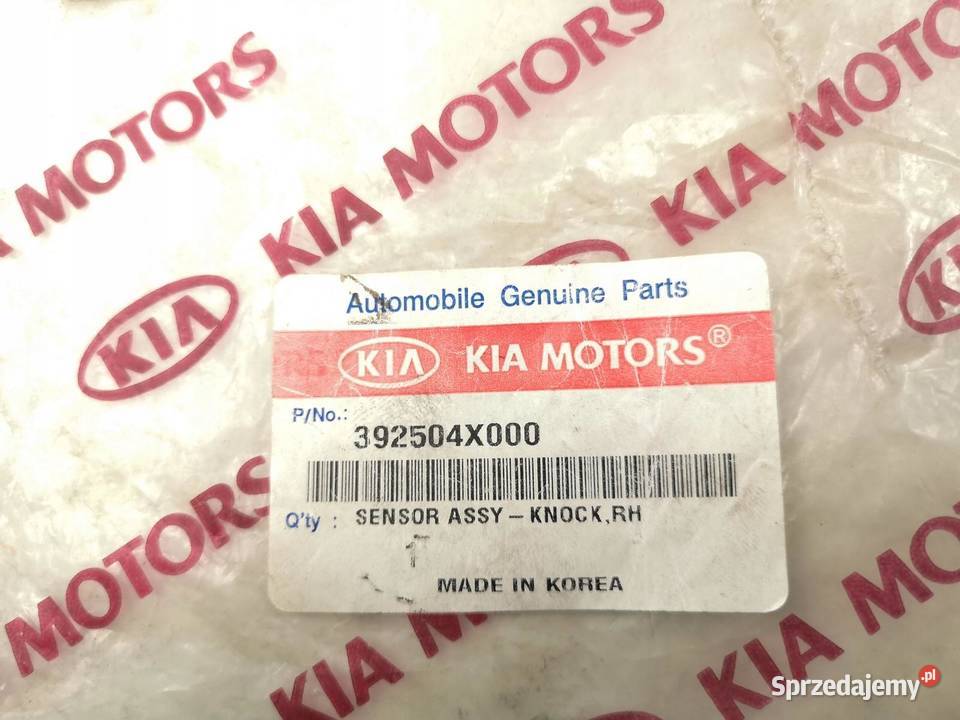 KIA MOTORS
KIA MOTORS
KIA MOTORS
KIA
Automobile Genuine Parts
KIA KIA MOTORS®
P/No.:
392504X000
Q'ty : SENSOR ASSY-KNOCK,RH
1
MADE IN KOREA
KIA MOTORS
KIA MOTORS
KIA MOTORS
Sprzedajemy.pl